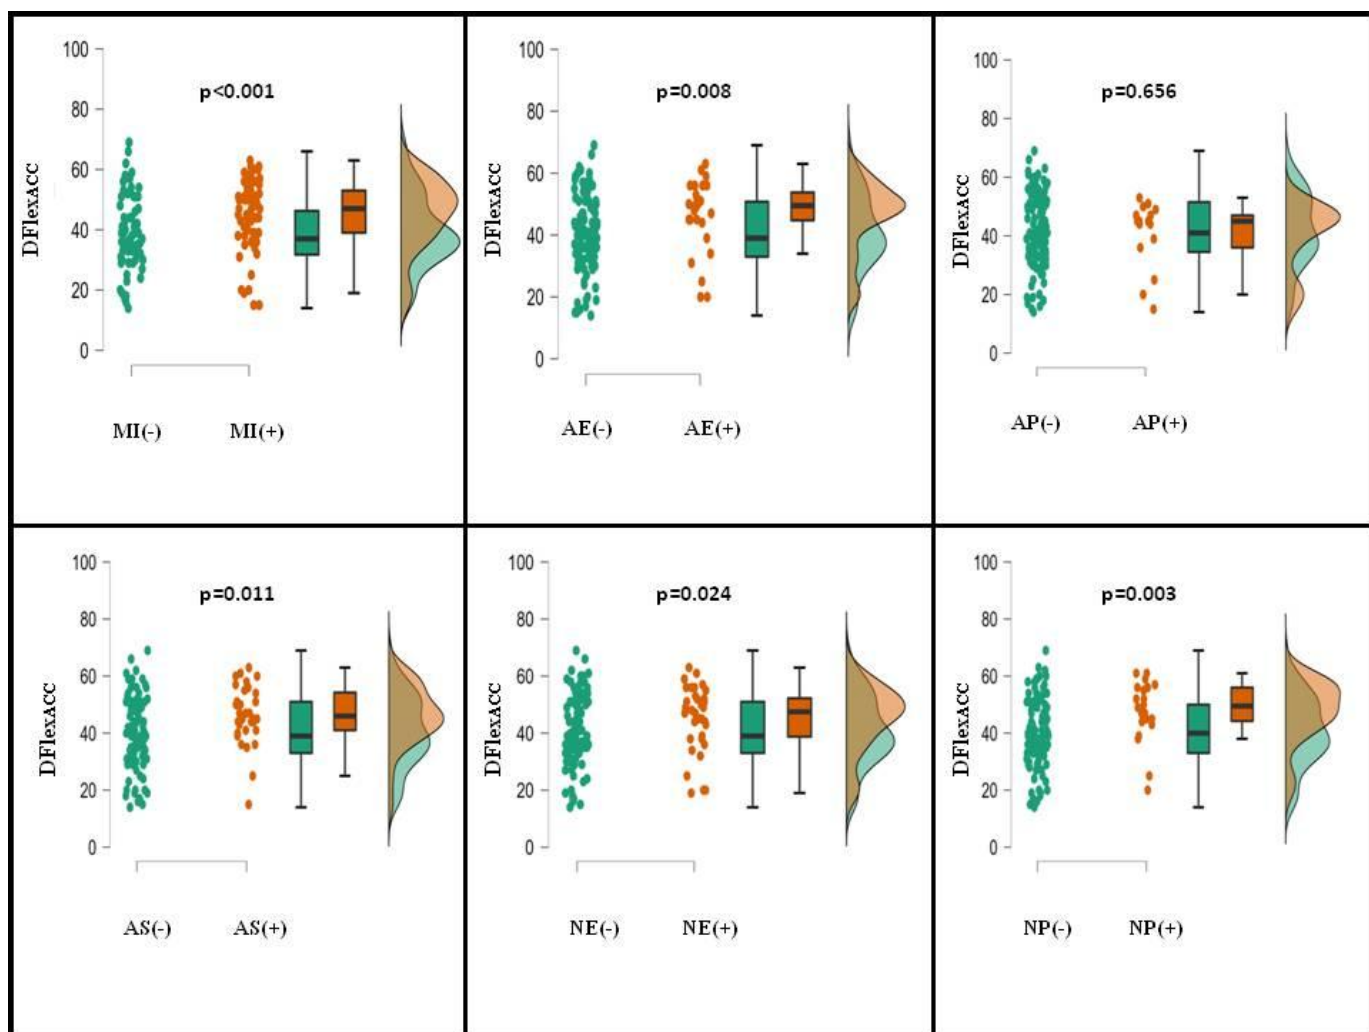 100
p<0.001
80
60
DFlexACC
40
20
0
MI(-) MI(+)
100
p=0.008
80
60
DFlexACC
40
20
0
AE(-) AE(+)
100
p=0.656
80
60
DFlexACC
40
20
0
AP(-) AP(+)
100
p=0.011
80
60
DFlexACC
40
20
0
AS(-) AS(+)
100
p=0.024
80
60
DFlexACC
40
20
0
NE(-) NE(+)
100
p=0.003
80
60
DFlexACC
40
20
0
NP(-) NP(+)